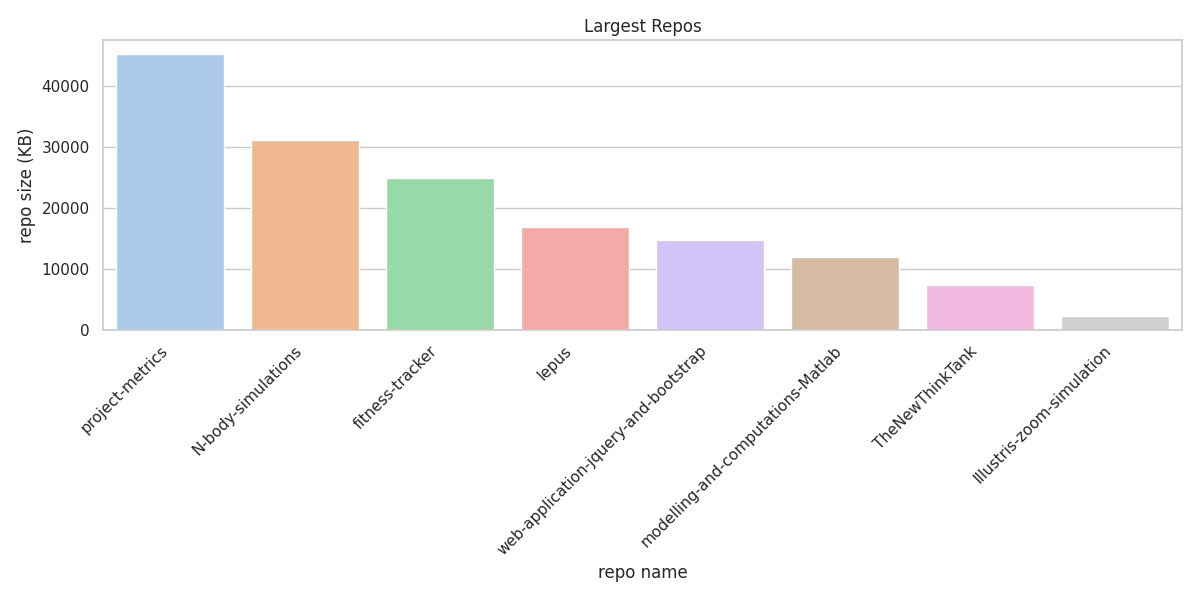 Largest Repos
repo size (KB)
40000
30000
20000
10000
0
project-metrics
N-body-simulations
fitness-tracker
lepus
web-application-jquery-and-bootstrap
modelling-and-computations-Matlab
TheNewThinkTank
Illustris-zoom-simulation
repo name